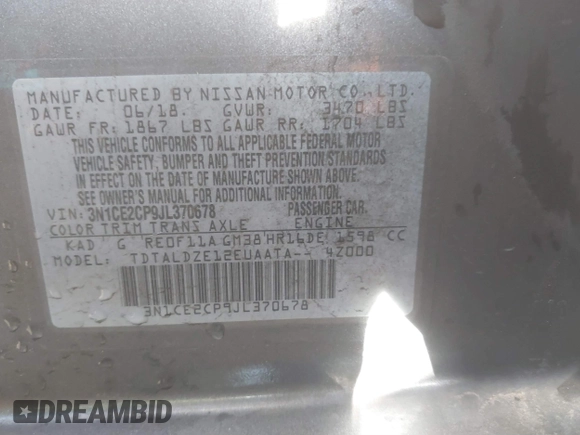 MANUFACTURED BY NISSAN MOTOR CO., LTD.
DATE: 06/18. GVWR: 3470 LBS
GAWR FR: 1867 LBS GAWR RR: 1704 LBS
THIS VEHICLE CONFORMS TO ALL APPLICABLE FEDERAL MOTOR
VEHICLE SAFETY, BUMPER AND THEFT PREVENTION STANDARDS
IN EFFECT ON THE DATE OF MANUFACTURE SHOWN ABOVE.
SEE OWNER'S MANUAL FOR ADDITIONAL INFORMATION.
VIN: 3N1CE2CP9JL370678 PASSENGER CAR.
COLOR TRIM TRANS AXLE ENGINE
KAD G RE0F11A GM38 HR16DE 1598 CC
MODEL: TDTALDZE12EUAATA-- 4Z000
3N1CE2CP9JL370678
DREAMBID